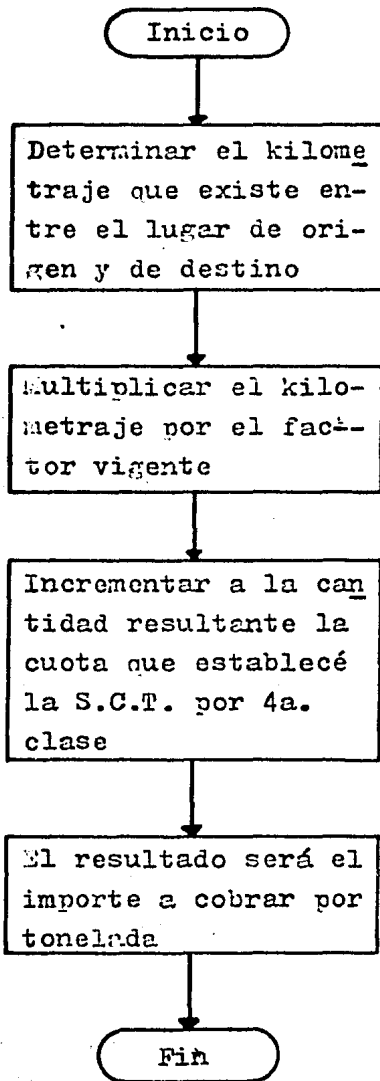 Inicio
Determinar el kilome
traje que existe en-
tre el lugar de ori-
gen y de destino
Multiplicar el kilo-
metraje por el fac--
tor vigente
Incrementar a la can
tidad resultante la
cuota que establecé
la S.C.T. por 4a.
clase
El resultado será el
importe a cobrar por
tonelada
Fin